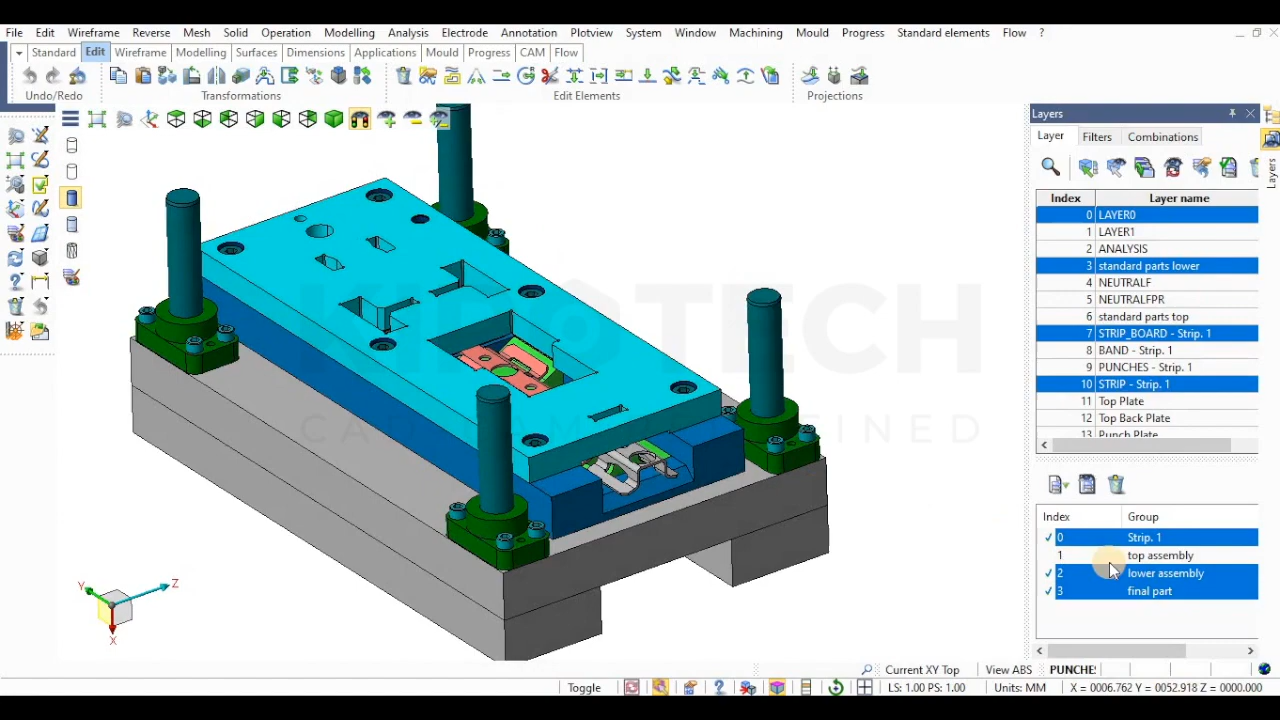 File Edit Wireframe Reverse Mesh Solid Operation Modelling Analysis Electrode Annotation Plotview System Window Machining Mould Progress Standard elements Flow ?
Standard Edit Wireframe Modelling Surfaces Dimensions Applications Mould Progress CAM Flow
Undo/Redo Transformations Edit Elements Projections
Layers
Layer Filters Combinations
Layers
Index Layer name
0 LAYER0
1 LAYER1
2 ANALYSIS
3 standard parts lower
4 NEUTRALF
5 NEUTRALFPR
6 standard parts top
7 STRIP_BOARD - Strip. 1
8 BAND - Strip. 1
9 PUNCHES - Strip. 1
10 STRIP - Strip. 1
11 Top Plate
12 Top Back Plate
13 Punch Plate
Index Group
0 Strip. 1
1 top assembly
2 lower assembly
3 final part
Y Z
X
Current XY Top View ABS PUNCHE
Toggle LS: 1.00 PS: 1.00 Units: MM X = 0006.762 Y = 0052.918 Z = 0000.000